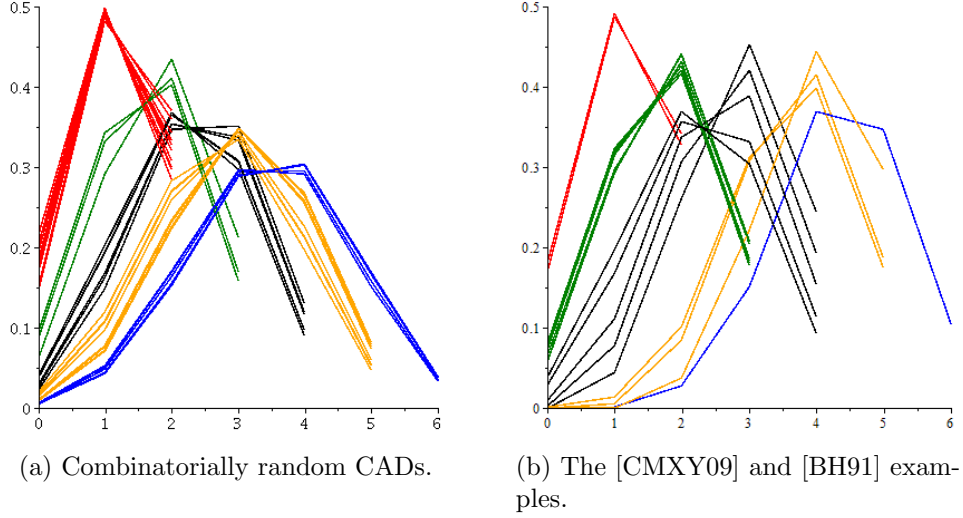 0.5
0.4
0.3
0.2
0.1
0
0 1 2 3 4 5 6
(a) Combinatorially random CADs.
0.5
0.4
0.3
0.2
0.1
0
0 1 2 3 4 5 6
(b) The [CMXY09] and [BH91] exam-
ples.